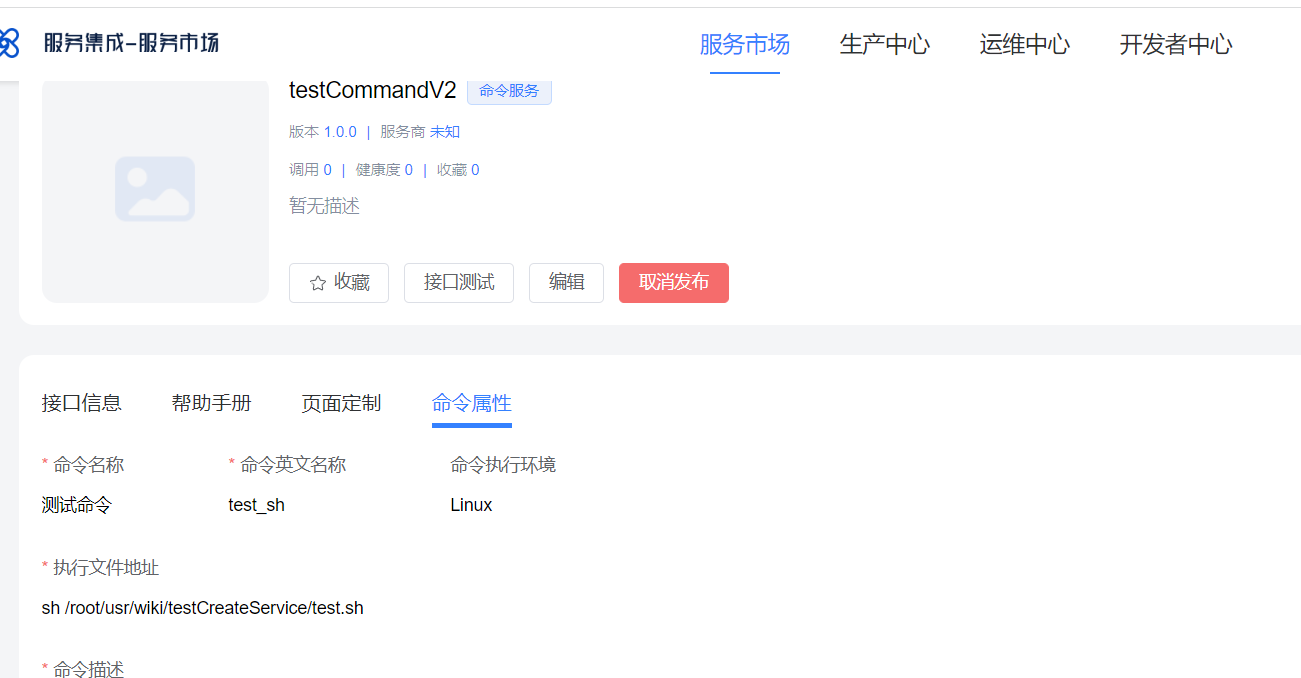 服务集成-服务市场 服务市场 生产中心 运维中心 开发者中心
testCommandV2 命令服务
版本 1.0.0 | 服务商 未知
调用 0 | 健康度 0 | 收藏 0
暂无描述
收藏 接口测试 编辑 取消发布
接口信息 帮助手册 页面定制 命令属性
* 命令名称 * 命令英文名称 命令执行环境
测试命令 test_sh Linux
* 执行文件地址
sh /root/usr/wiki/testCreateService/test.sh
* 命令描述